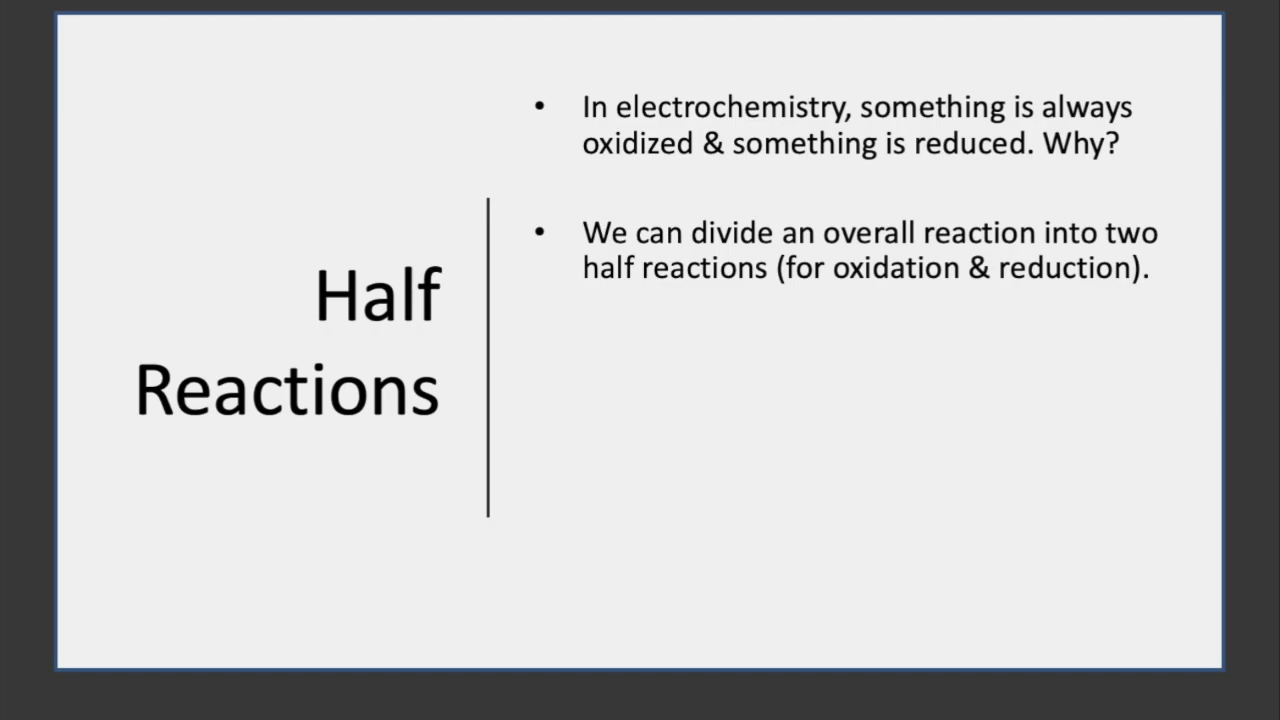 Half
Reactions
• In electrochemistry, something is always
oxidized & something is reduced. Why?
• We can divide an overall reaction into two
half reactions (for oxidation & reduction).